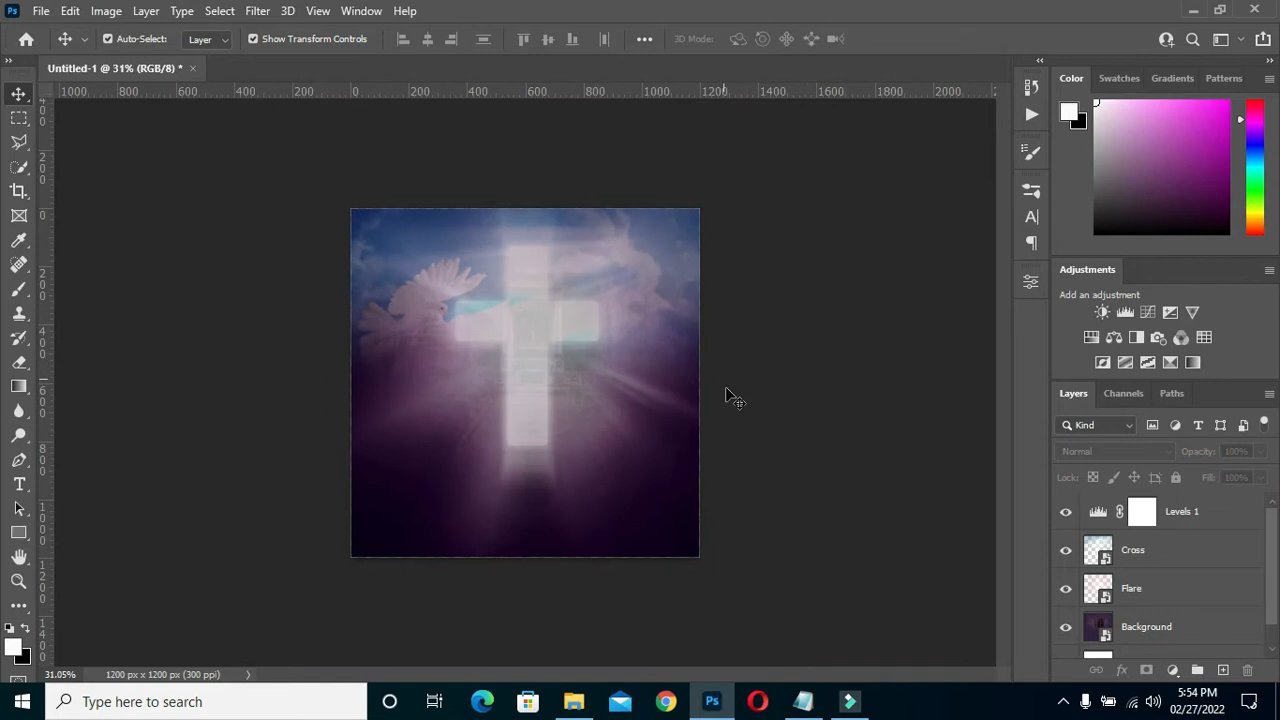 Ps File Edit Image Layer Type Select Filter 3D View Window Help
Auto-Select: Layer Show Transform Controls 3D Mode:
Untitled-1 @ 31% (RGB/8) *
1000 800 600 400 200 0 200 400 600 800 1000 1200 1400 1600 1800 2000
Color Swatches Gradients Patterns
Adjustments
Add an adjustment
Layers Channels Paths
Kind
Normal Opacity: 100%
Lock: Fill: 100%
Levels 1
Cross
Flare
Background
31.05% 1200 px x 1200 px (300 ppi)
Type here to search
5:54 PM
02/27/2022